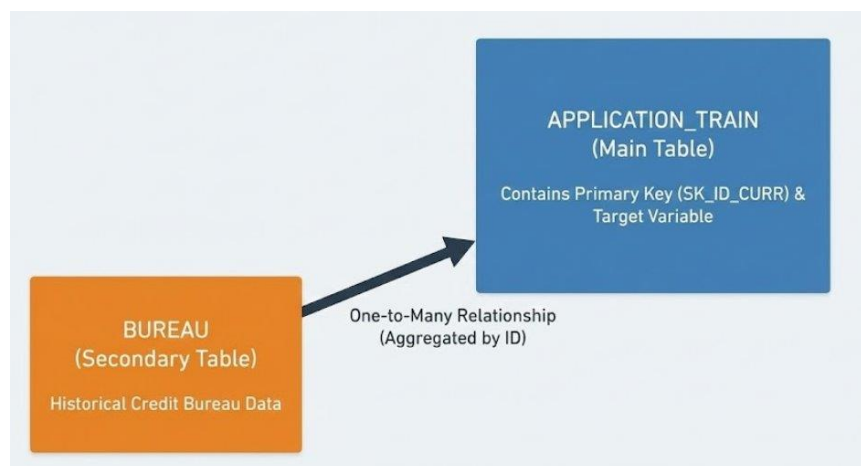 APPLICATION_TRAIN
(Main Table)
Contains Primary Key (SK_ID_CURR) &
Target Variable
One-to-Many Relationship
(Aggregated by ID)
BUREAU
(Secondary Table)
Historical Credit Bureau Data